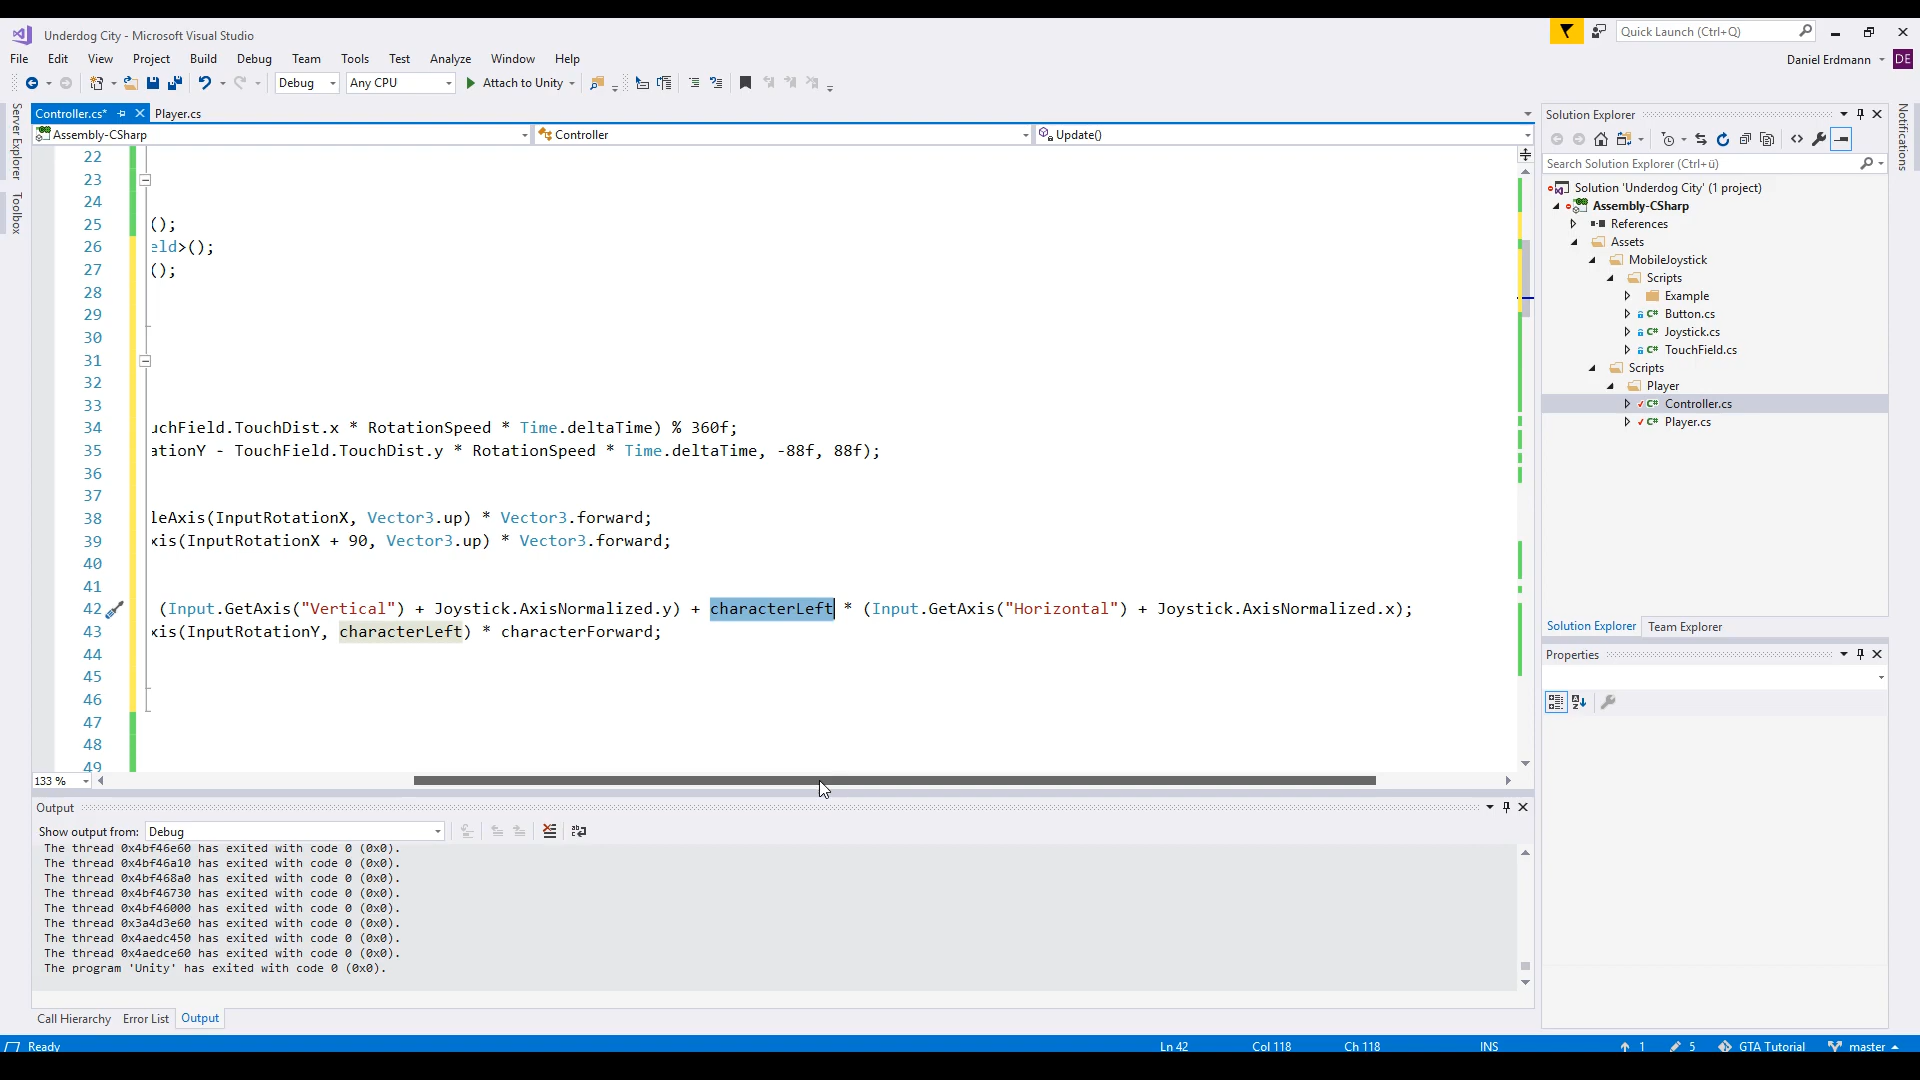 Underdog City - Microsoft Visual Studio
Quick Launch (Ctrl+Q)
File Edit View Project Build Debug Team Tools Test Analyze Window Help
Daniel Erdmann DE
Debug Any CPU Attach to Unity
Server Explorer
Toolbox
Notifications
Controller.cs* Player.cs
Assembly-CSharp Controller Update()
22
23
24
25 ();
26 eld>();
27 ();
28
29
30
31
32
33
34 uchField.TouchDist.x * RotationSpeed * Time.deltaTime) % 360f;
35 ationY - TouchField.TouchDist.y * RotationSpeed * Time.deltaTime, -88f, 88f);
36
37
38 leAxis(InputRotationX, Vector3.up) * Vector3.forward;
39 xis(InputRotationX + 90, Vector3.up) * Vector3.forward;
40
41
42 (Input.GetAxis("Vertical") + Joystick.AxisNormalized.y) + characterLeft * (Input.GetAxis("Horizontal") + Joystick.AxisNormalized.x);
43 xis(InputRotationY, characterLeft) * characterForward;
44
45
46
47
48
49
133 %
Solution Explorer
Search Solution Explorer (Ctrl+ü)
Solution 'Underdog City' (1 project)
Assembly-CSharp
References
Assets
MobileJoystick
Scripts
Example
Button.cs
Joystick.cs
TouchField.cs
Scripts
Player
Controller.cs
Player.cs
Solution Explorer Team Explorer
Properties
Output
Show output from: Debug
The thread 0x4bf46e60 has exited with code 0 (0x0).
The thread 0x4bf46a10 has exited with code 0 (0x0).
The thread 0x4bf468a0 has exited with code 0 (0x0).
The thread 0x4bf46730 has exited with code 0 (0x0).
The thread 0x4bf46000 has exited with code 0 (0x0).
The thread 0x3a4d3e60 has exited with code 0 (0x0).
The thread 0x4aedc450 has exited with code 0 (0x0).
The thread 0x4aedce60 has exited with code 0 (0x0).
The program 'Unity' has exited with code 0 (0x0).
Call Hierarchy Error List Output
Ready Ln 42 Col 118 Ch 118 INS 1 5 GTA Tutorial master